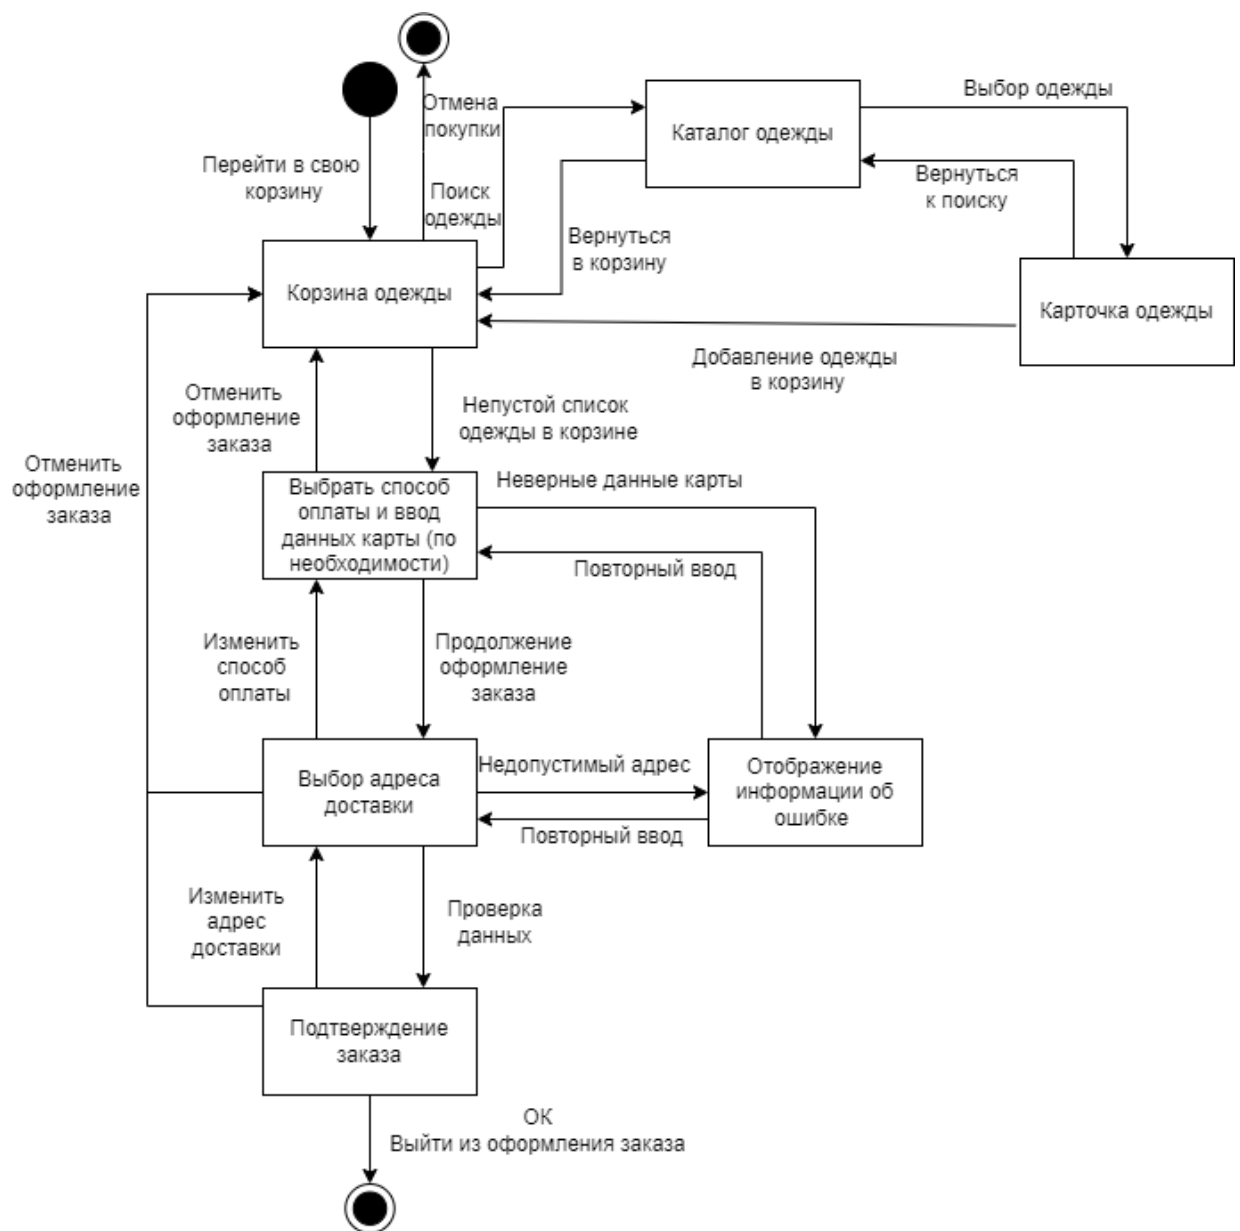 Отмена
покупки
Выбор одежды
Каталог одежды
Перейти в свою
корзину
Вернуться
к поиску
Поиск
одежды
Вернуться
в корзину
Корзина одежды
Карточка одежды
Добавление одежды
в корзину
Отменить
оформление
заказа
Непустой список
одежды в корзине
Отменить
оформление
заказа
Выбрать способ
оплаты и ввод
данных карты (по
необходимости)
Неверные данные карты
Повторный ввод
Изменить
способ
оплаты
Продолжение
оформление
заказа
Выбор адреса
доставки
Недопустимый адрес
Отображение
информации об
ошибке
Повторный ввод
Изменить
адрес
доставки
Проверка
данных
Подтверждение
заказа
ОК
Выйти из оформления заказа